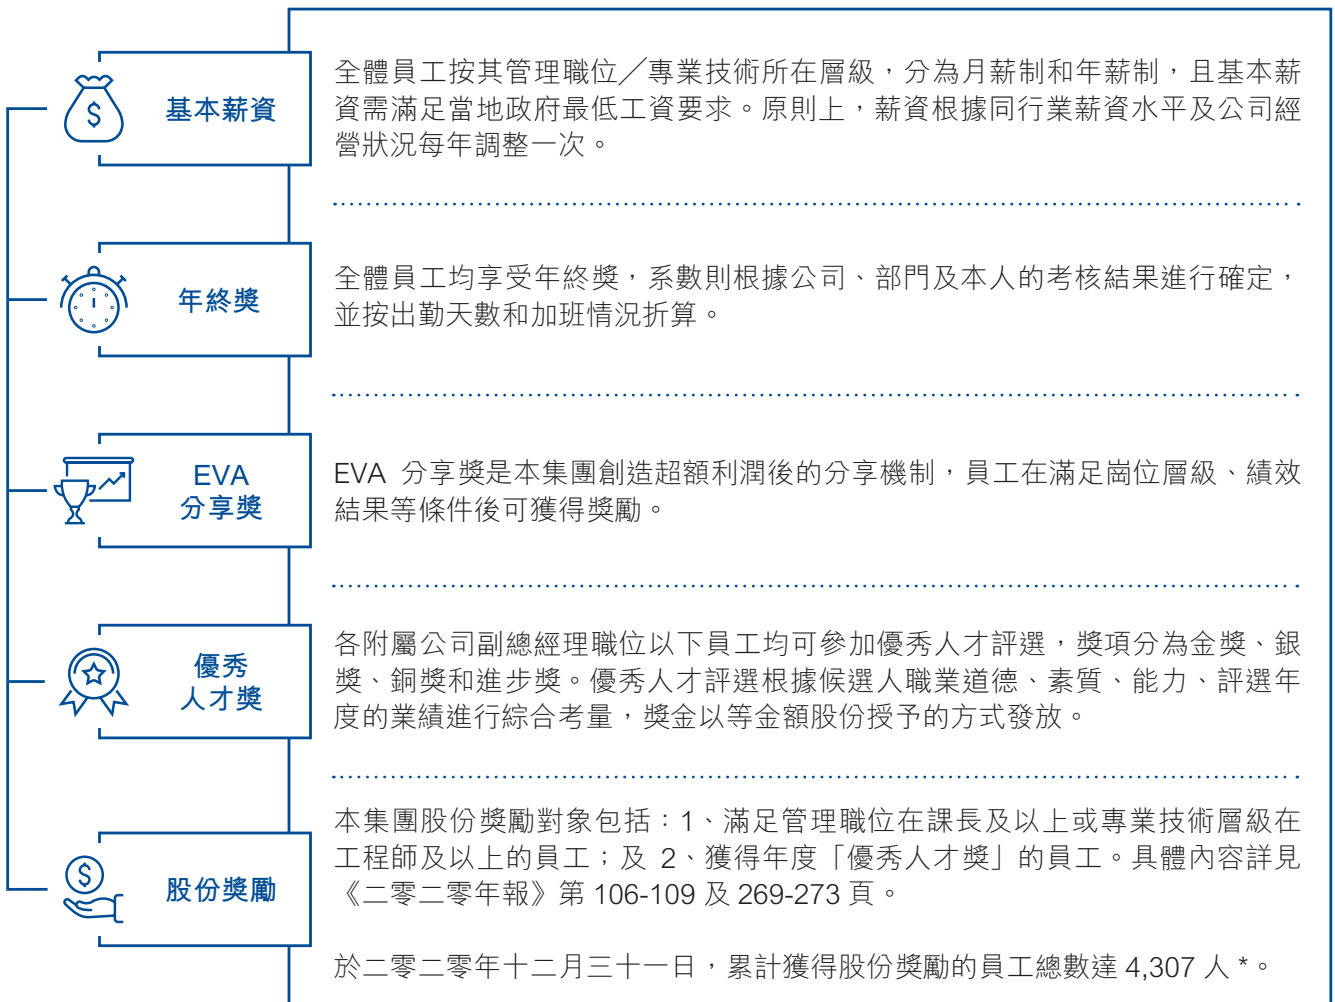 基本薪資
全體員工按其管理職位／專業技術所在層級，分為月薪制和年薪制，且基本薪
資需滿足當地政府最低工資要求。原則上，薪資根據同行業薪資水平及公司經
營狀況每年調整一次。
年終獎
全體員工均享受年終獎，系數則根據公司、部門及本人的考核結果進行確定，
並按出勤天數和加班情況折算。
EVA
分享獎
EVA 分享獎是本集團創造超額利潤後的分享機制，員工在滿足崗位層級、績效
結果等條件後可獲得獎勵。
優秀
人才獎
各附屬公司副總經理職位以下員工均可參加優秀人才評選，獎項分為金獎、銀
獎、銅獎和進步獎。優秀人才評選根據候選人職業道德、素質、能力、評選年
度的業績進行綜合考量，獎金以等金額股份授予的方式發放。
股份獎勵
本集團股份獎勵對象包括：1、滿足管理職位在課長及以上或專業技術層級在
工程師及以上的員工；及 2、獲得年度「優秀人才獎」的員工。具體內容詳見
《二零二零年報》第 106-109 及 269-273 頁。
於二零二零年十二月三十一日，累計獲得股份獎勵的員工總數達 4,307 人 *。